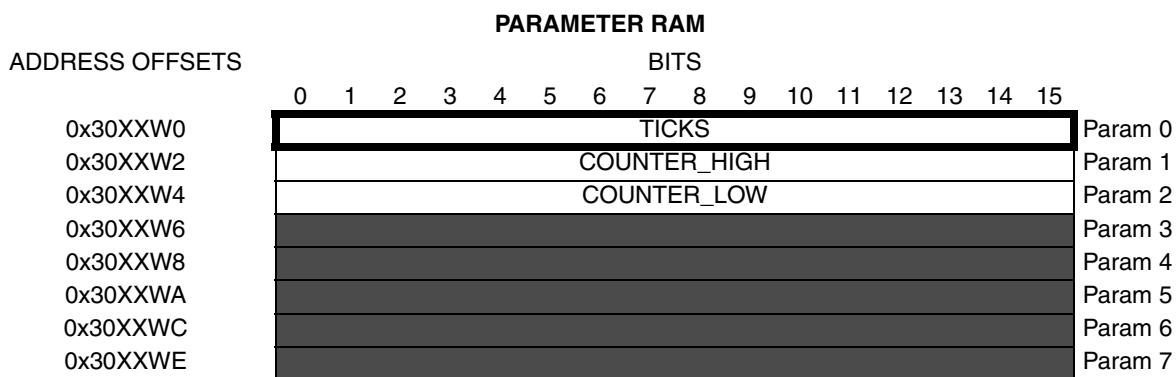 PARAMETER RAM
ADDRESS OFFSETS BITS
0 1 2 3 4 5 6 7 8 9 10 11 12 13 14 15
0x30XXW0 TICKS Param 0
0x30XXW2 COUNTER_HIGH Param 1
0x30XXW4 COUNTER_LOW Param 2
0x30XXW6 Param 3
0x30XXW8 Param 4
0x30XXWA Param 5
0x30XXWC Param 6
0x30XXWE Param 7